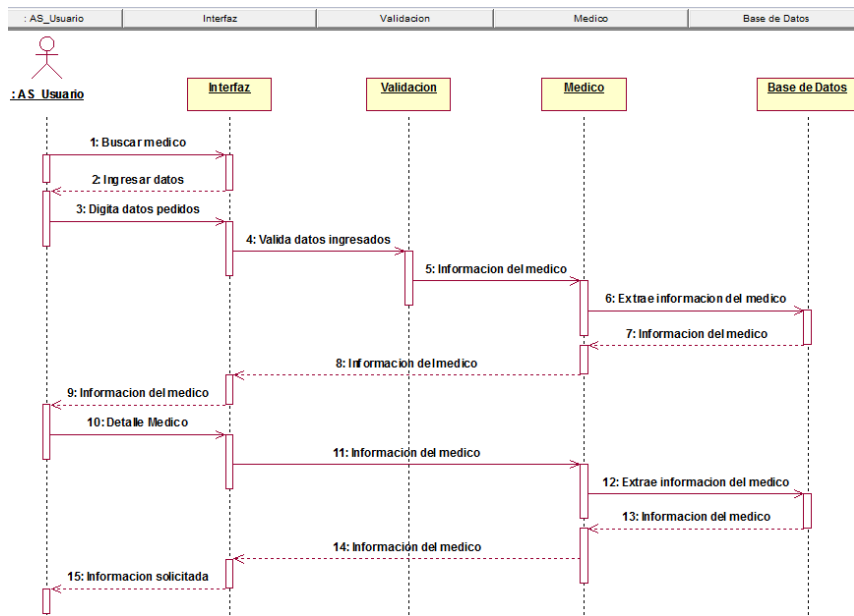 : AS_Usuario
Interfaz
Validacion
Medico
Base de Datos
: AS_Usuario
Interfaz
Validacion
Medico
Base de Datos
1: Buscar medico
2: Ingresar datos
3: Digita datos pedidos
4: Valida datos ingresados
5: Informacion del medico
6: Extrae informacion del medico
7: Informacion del medico
8: Informacion del medico
9: Informacion del medico
10: Detalle Medico
11: Informacion del medico
12: Extrae informacion del medico
13: Informacion del medico
14: Informacion del medico
15: Informacion solicitada